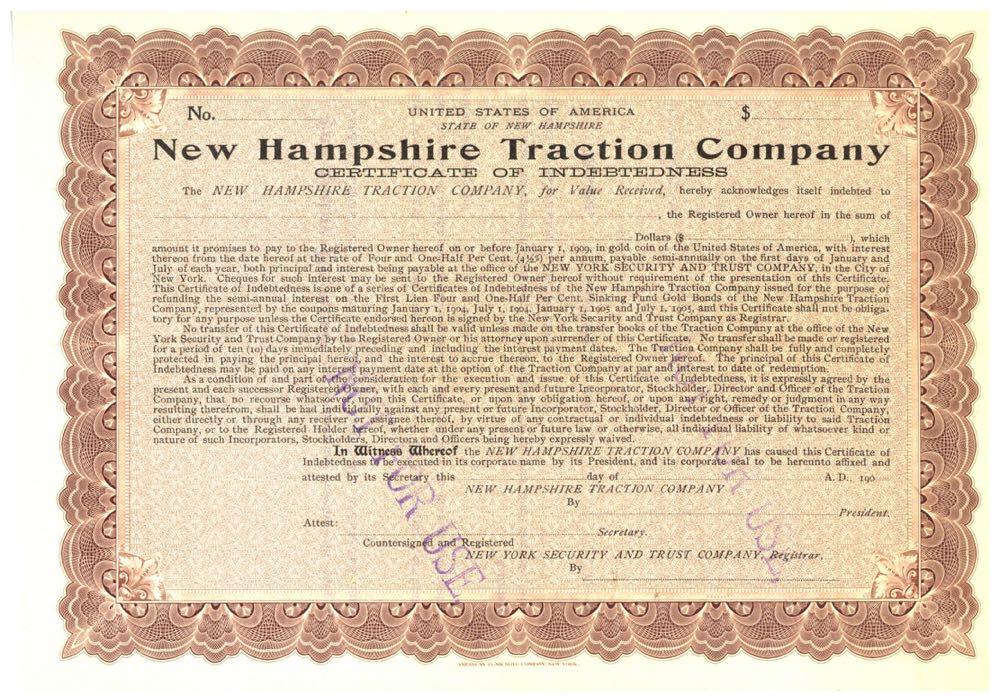 No.
UNITED STATES OF AMERICA
$
STATE OF NEW HAMPSHIRE
New Hampshire Traction Company
CERTIFICATE OF INDEBTEDNESS
The NEW HAMPSHIRE TRACTION COMPANY, for Value Received, hereby acknowledges itself indebted to
, the Registered Owner hereof in the sum of
Dollars ($ ), which
amount it promises to pay to the Registered Owner hereof on or before January 1, 1909, in gold coin of the United States of America, with interest
thereon from the date hereof at the rate of Four and One-Half Per Cent. (4½%) per annum, payable semi-annually on the first days of January and
July of each year, both principal and interest being payable at the office of the NEW YORK SECURITY AND TRUST COMPANY, in the City of
New York. Cheques for such interest may be sent to the Registered Owner hereof without requirement of the presentation of this Certificate.
This Certificate of Indebtedness is one of a series of Certificates of Indebtedness of the New Hampshire Traction Company issued for the purpose of
refunding the semi-annual interest on the First Lien Four and One-Half Per Cent. Sinking Fund Gold Bonds of the New Hampshire Traction
Company, represented by the coupons maturing January 1, 1904, July 1, 1904, January 1, 1905 and July 1, 1905, and this Certificate shall not be obliga-
tory for any purpose unless the Certificate endorsed hereon is signed by the New York Security and Trust Company as Registrar.
No transfer of this Certificate of Indebtedness shall be valid unless made on the transfer books of the Traction Company at the office of the New
York Security and Trust Company by the Registered Owner or his attorney upon surrender of this Certificate. No transfer shall be made or registered
for a period of ten (10) days immediately preceding and including the interest payment dates. The Traction Company shall be fully and completely
protected in paying the principal hereof, and the interest to accrue thereon, to the Registered Owner hereof. The principal of this Certificate of
Indebtedness may be paid on any interest payment date at the option of the Traction Company at par and interest to date of redemption.
As a condition of and part of the consideration for the execution and issue of this Certificate of Indebtedness, it is expressly agreed by the
present and each successor Registered Owner, with each and every present and future Incorporator, Stockholder, Director and Officer of the Traction
Company, that no recourse whatsoever upon this Certificate, or upon any obligation hereof, or upon any right, remedy or judgment in any way
resulting therefrom, shall be had individually against any present or future Incorporator, Stockholder, Director or Officer of the Traction Company,
either directly or through any receiver or assignee thereof, by virtue of any contractual or individual indebtedness or liability to said Traction
Company, or to the Registered Holder hereof, whether under any present or future law or otherwise, all individual liability of whatsoever kind or
nature of such Incorporators, Stockholders, Directors and Officers being hereby expressly waived.
In Witness Whereof the NEW HAMPSHIRE TRACTION COMPANY has caused this Certificate of
Indebtedness to be executed in its corporate name by its President, and its corporate seal to be hereunto affixed and
attested by its Secretary this day of A. D., 190
NEW HAMPSHIRE TRACTION COMPANY
By
President.
Attest:
Secretary.
Countersigned and Registered
NEW YORK SECURITY AND TRUST COMPANY, Registrar,
By
NOT FOR USE
NOT FOR USE
AMERICAN BANK NOTE COMPANY, NEW YORK.